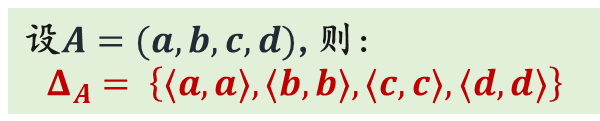 设A = (a, b, c, d), 则:
Δ_A = {⟨a, a⟩, ⟨b, b⟩, ⟨c, c⟩, ⟨d, d⟩}